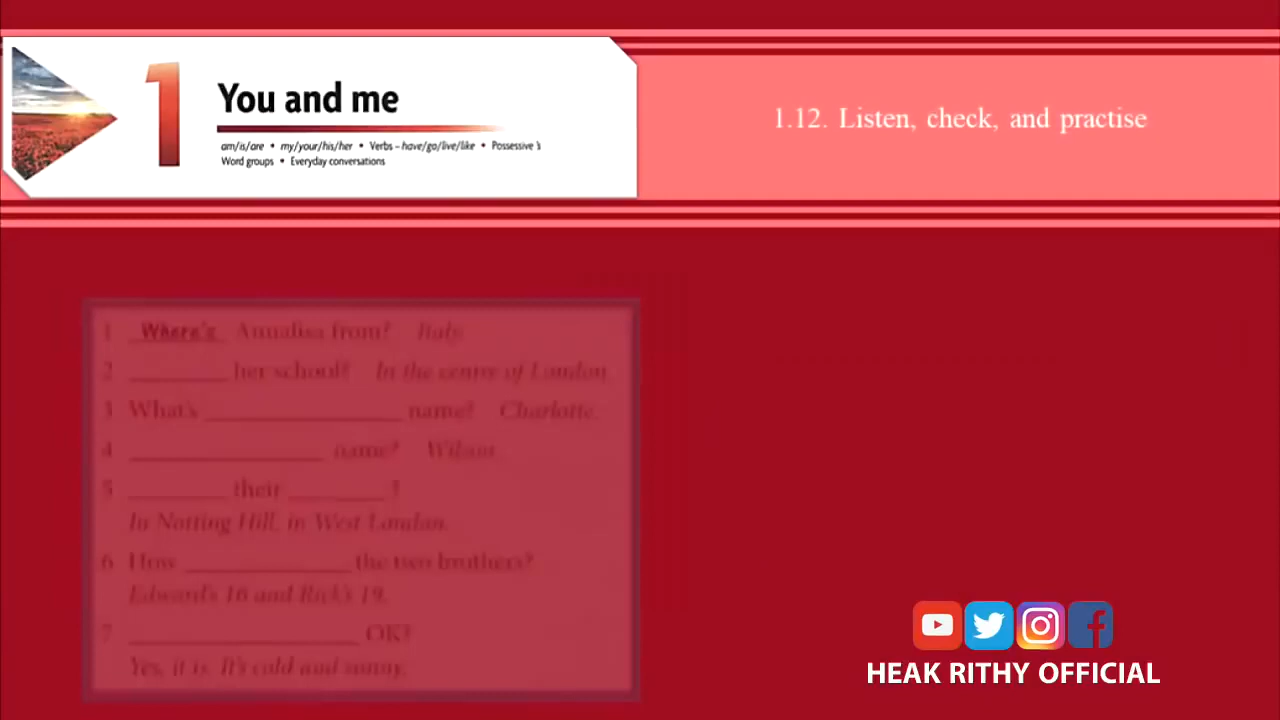 1
You and me
am/is/are • my/your/his/her • Verbs – have/go/live/like • Possessive 's
Word groups • Everyday conversations
1.12. Listen, check, and practise
1 Where's Annalisa from? Italy.
2 ________ her school? In the centre of London
3 What's ________________ name? Charlotte.
4 ________________ name? Wilson.
5 ________ their ________ ?
In Notting Hill, in West London.
6 How ______________ the two brothers?
Edward's 16 and Rick's 19.
7 ___________________ OK?
Yes, it is. It's cold and sunny.
HEAK RITHY OFFICIAL